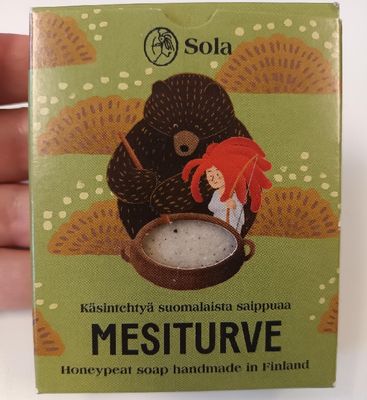 Sola
Käsintehtyä suomalaista saippuaa
MESITURVE
Honeypeat soap handmade in Finland